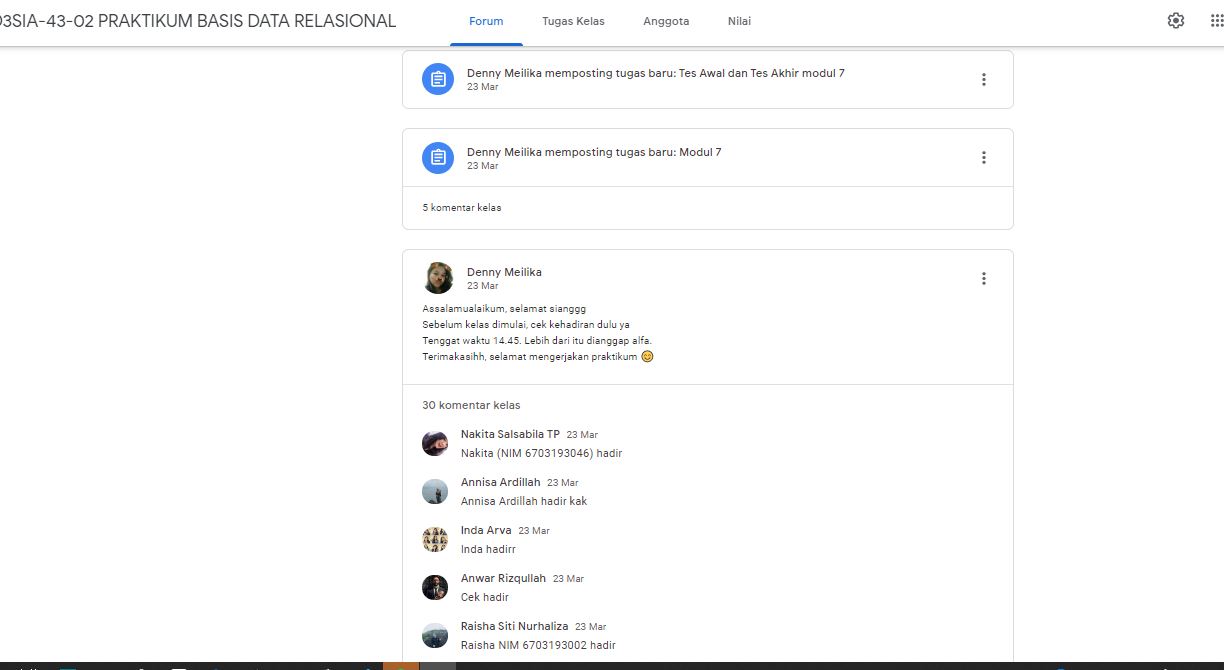 D3SIA-43-02 PRAKTIKUM BASIS DATA RELASIONAL
Forum
Tugas Kelas
Anggota
Nilai
Denny Meilika memposting tugas baru: Tes Awal dan Tes Akhir modul 7
23 Mar
Denny Meilika memposting tugas baru: Modul 7
23 Mar
5 komentar kelas
Denny Meilika
23 Mar
Assalamualaikum, selamat sianggg
Sebelum kelas dimulai, cek kehadiran dulu ya
Tenggat waktu 14.45. Lebih dari itu dianggap alfa.
Terimakasihh, selamat mengerjakan praktikum 😊
30 komentar kelas
Nakita Salsabila TP 23 Mar
Nakita (NIM 6703193046) hadir
Annisa Ardillah 23 Mar
Annisa Ardillah hadir kak
Inda Arva 23 Mar
Inda hadirr
Anwar Rizqullah 23 Mar
Cek hadir
Raisha Siti Nurhaliza 23 Mar
Raisha NIM 6703193002 hadir